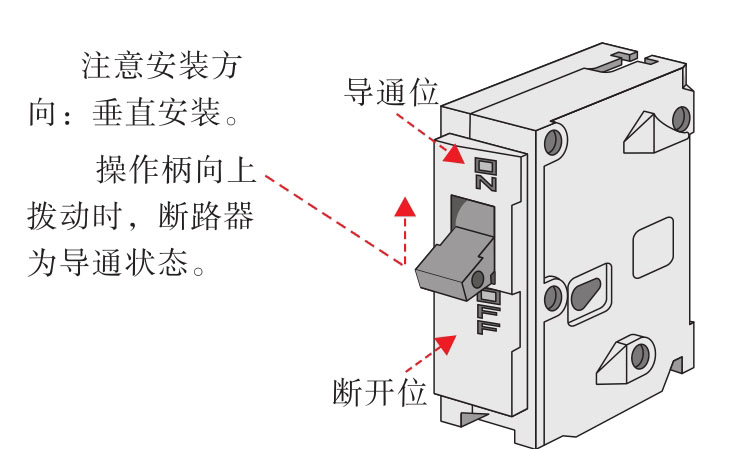 注意安装方
向：垂直安装。
操作柄向上
拨动时，断路器
为导通状态。
导通位
ON
OFF
断开位